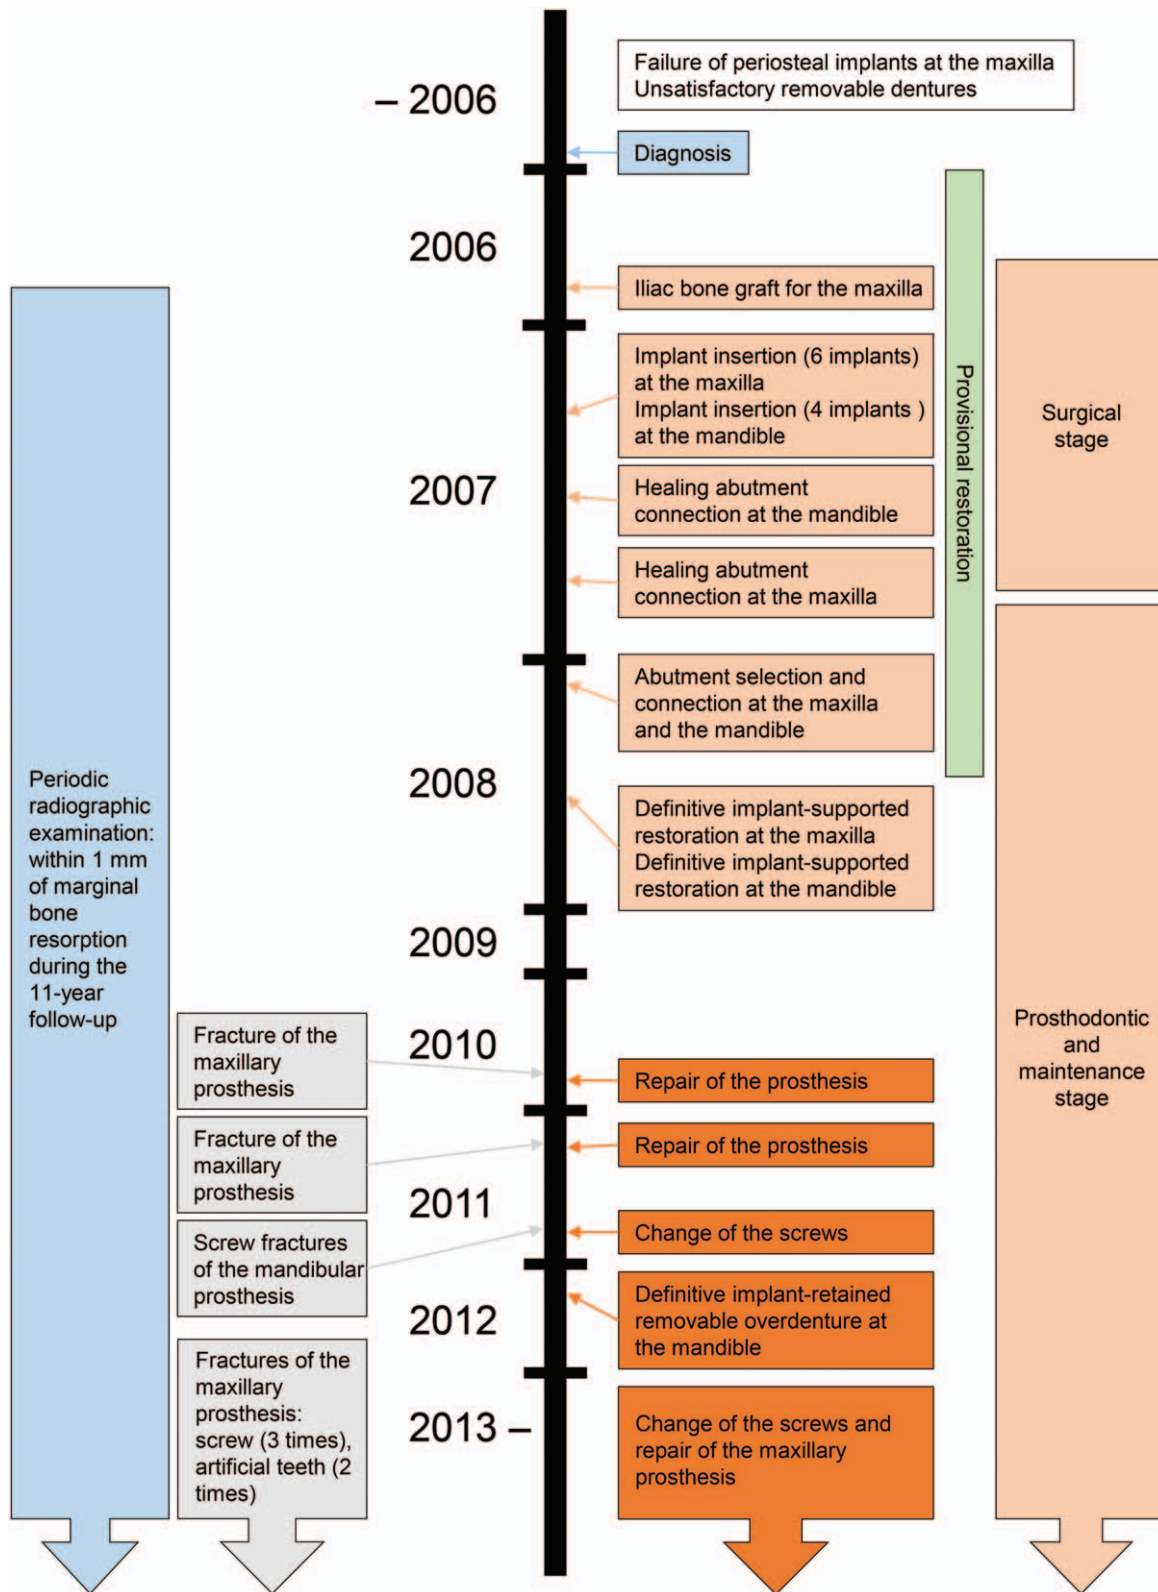 Failure of periosteal implants at the maxilla
Unsatisfactory removable dentures
– 2006
Diagnosis
2006
Iliac bone graft for the maxilla
Implant insertion (6 implants)
at the maxilla
Implant insertion (4 implants )
at the mandible
2007
Healing abutment
connection at the mandible
Healing abutment
connection at the maxilla
Provisional restoration
Surgical
stage
Abutment selection and
connection at the maxilla
and the mandible
2008
Definitive implant-supported
restoration at the maxilla
Definitive implant-supported
restoration at the mandible
Periodic
radiographic
examination:
within 1 mm
of marginal
bone
resorption
during the
11-year
follow-up
2009
Fracture of the
maxillary
prosthesis
2010
Repair of the prosthesis
Prosthodontic
and
maintenance
stage
Fracture of the
maxillary
prosthesis
Repair of the prosthesis
2011
Screw fractures
of the mandibular
prosthesis
Change of the screws
2012
Definitive implant-retained
removable overdenture at
the mandible
Fractures of the
maxillary
prosthesis:
screw (3 times),
artificial teeth (2
times)
2013 –
Change of the screws and
repair of the maxillary
prosthesis